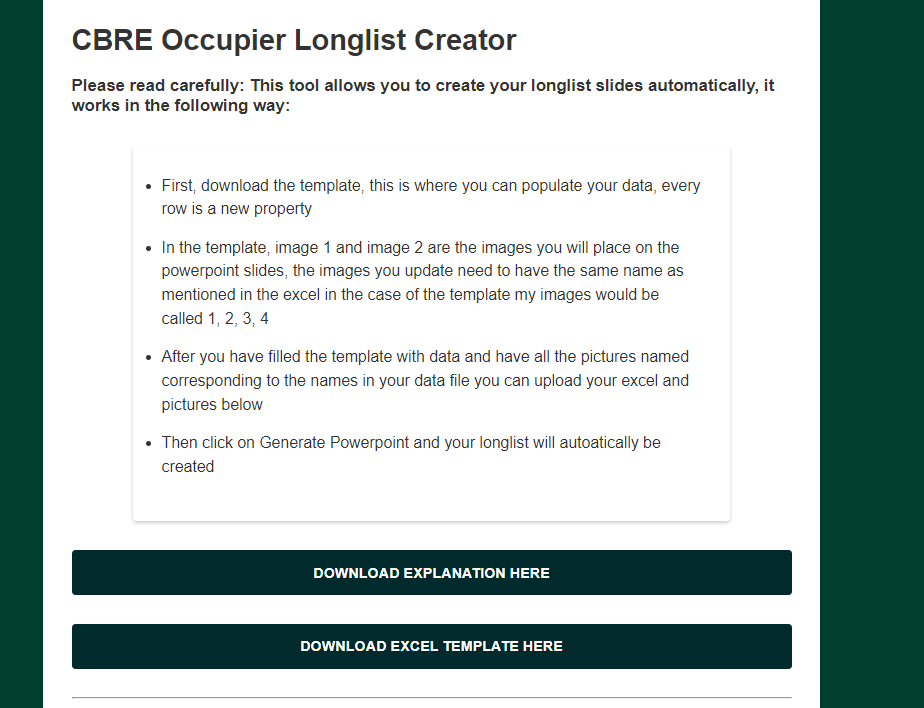 CBRE Occupier Longlist Creator
Please read carefully: This tool allows you to create your longlist slides automatically, it
works in the following way:
First, download the template, this is where you can populate your data, every
row is a new property
In the template, image 1 and image 2 are the images you will place on the
powerpoint slides, the images you update need to have the same name as
mentioned in the excel in the case of the template my images would be
called 1, 2, 3, 4
After you have filled the template with data and have all the pictures named
corresponding to the names in your data file you can upload your excel and
pictures below
Then click on Generate Powerpoint and your longlist will autoatically be
created
DOWNLOAD EXPLANATION HERE
DOWNLOAD EXCEL TEMPLATE HERE